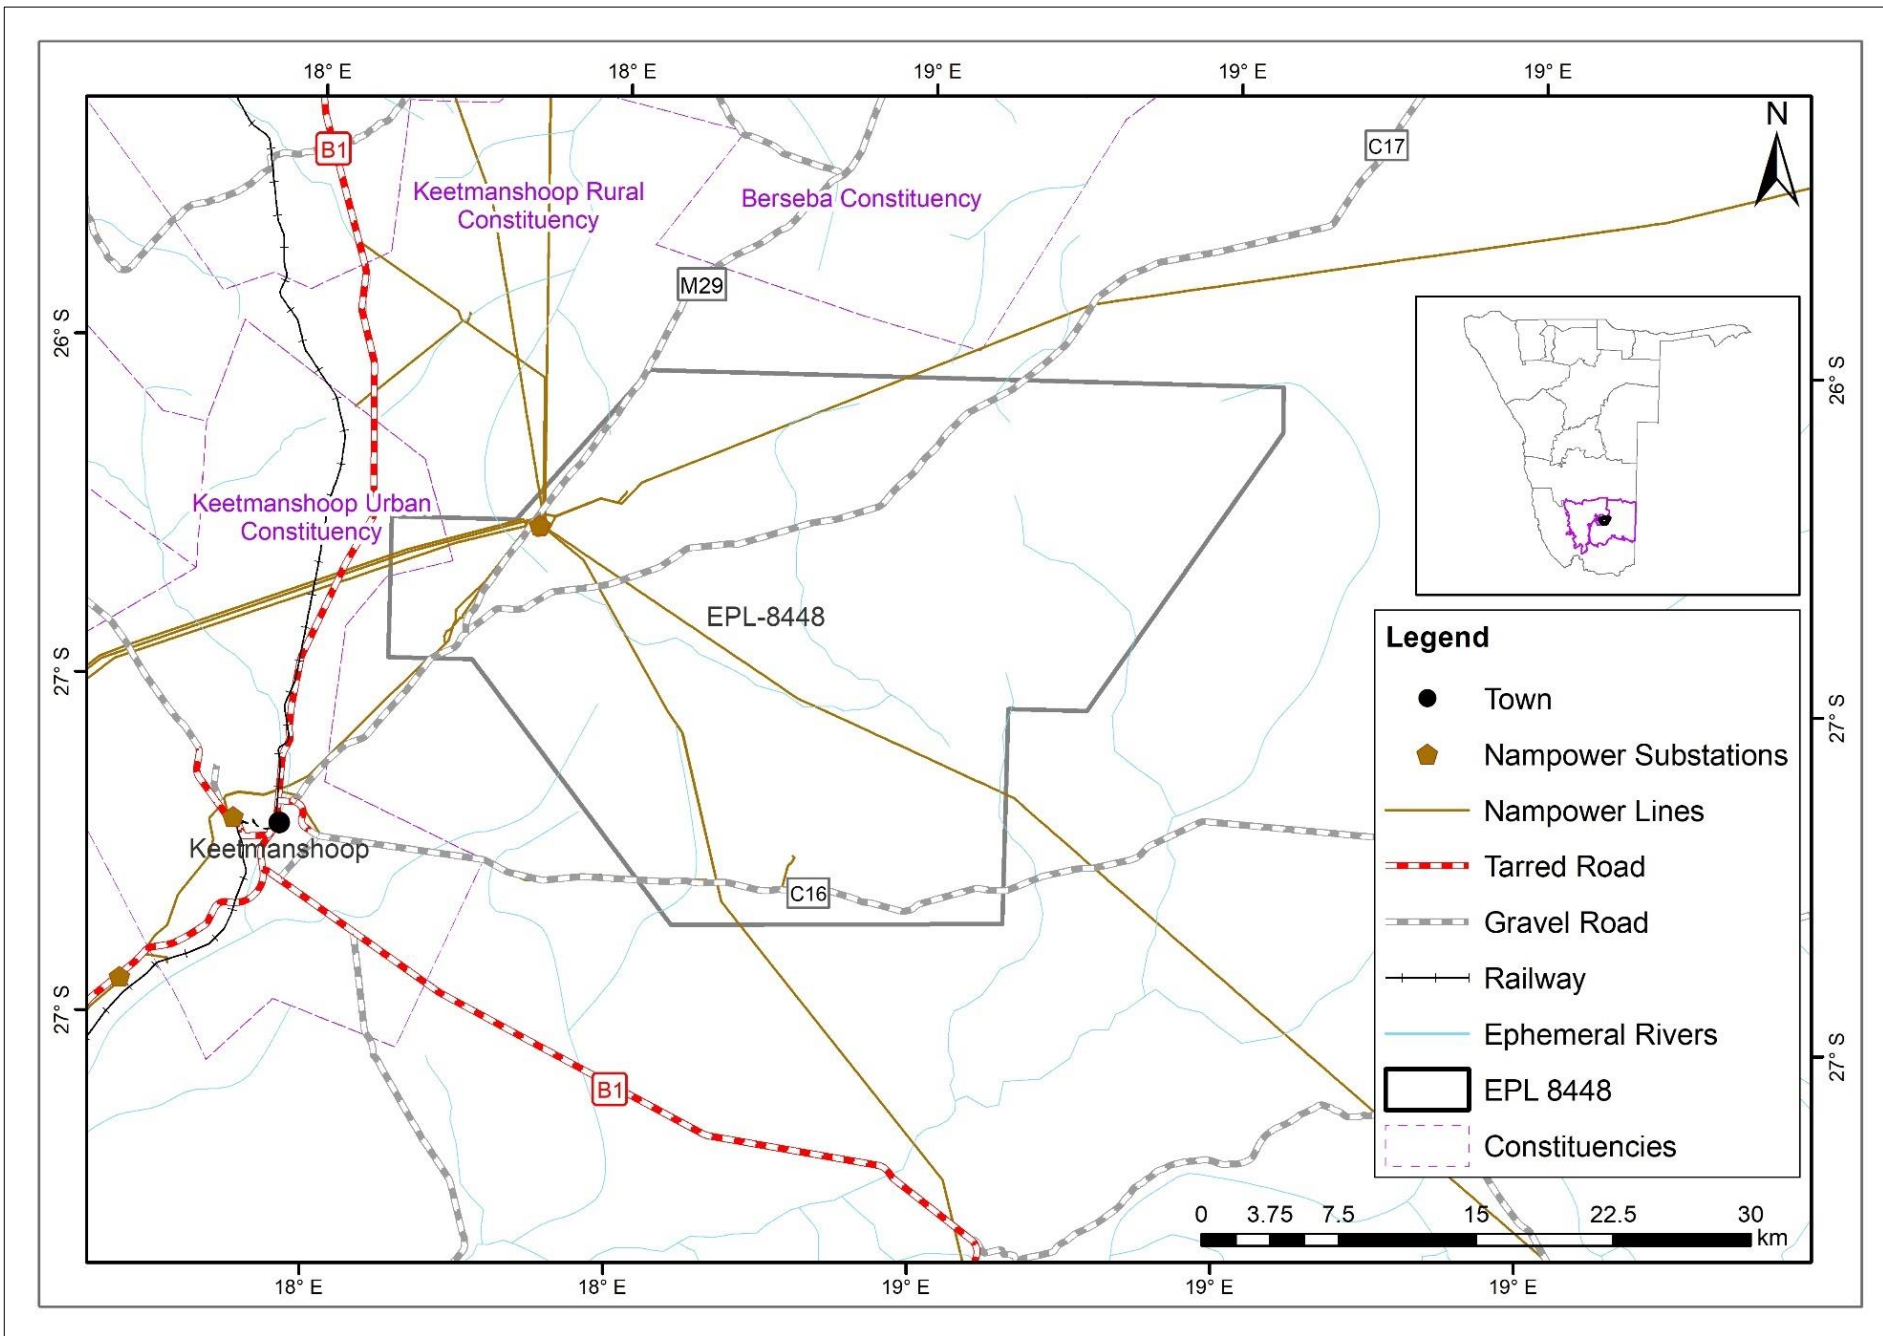 18° E 18° E 19° E 19° E 19° E
N
B1
C17
Keetmanshoop Rural
Constituency
Berseba Constituency
M29
26° S
26° S
Keetmanshoop Urban
Constituency
EPL-8448
27° S
27° S
Keetmanshoop
C16
27° S
27° S
B1
Legend
Town
Nampower Substations
Nampower Lines
Tarred Road
Gravel Road
Railway
Ephemeral Rivers
EPL 8448
Constituencies
0 3.75 7.5 15 22.5 30
km
18° E 18° E 19° E 19° E 19° E